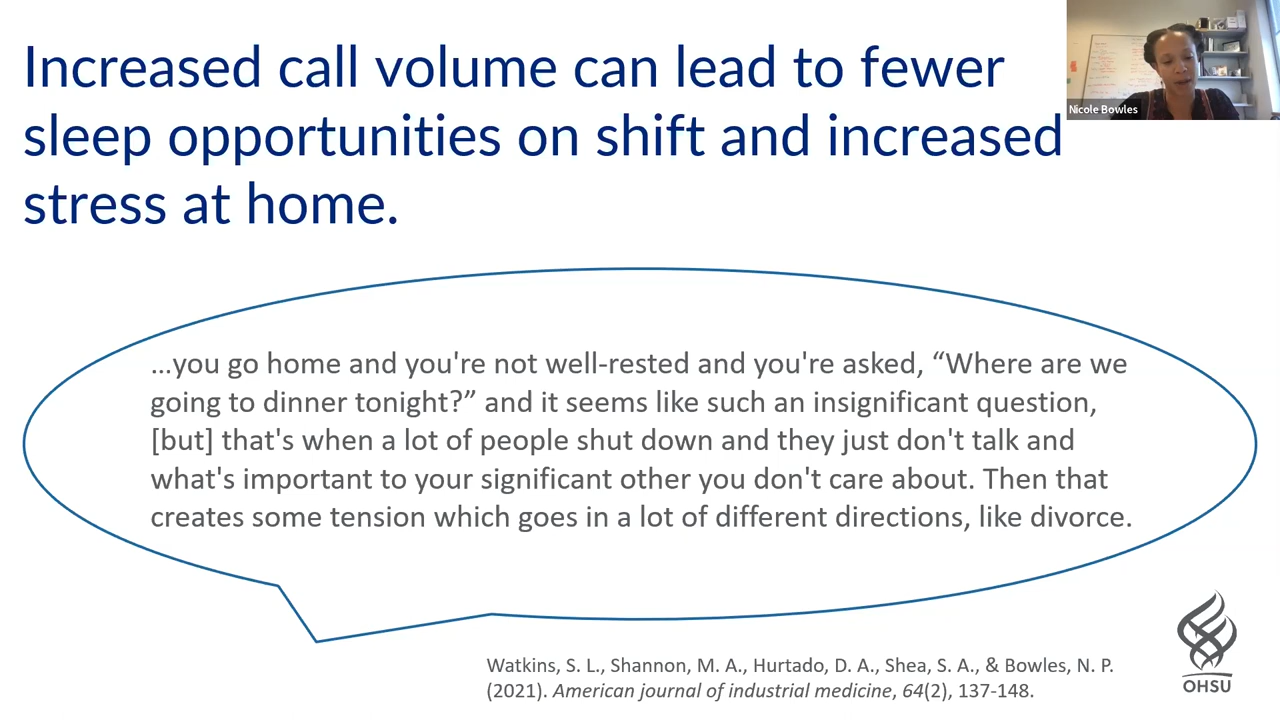 Increased call volume can lead to fewer
sleep opportunities on shift and increased
stress at home.
Nicole Bowles
...you go home and you're not well-rested and you're asked, “Where are we
going to dinner tonight?” and it seems like such an insignificant question,
[but] that's when a lot of people shut down and they just don't talk and
what's important to your significant other you don't care about. Then that
creates some tension which goes in a lot of different directions, like divorce.
Watkins, S. L., Shannon, M. A., Hurtado, D. A., Shea, S. A., & Bowles, N. P.
(2021). American journal of industrial medicine, 64(2), 137-148.
OHSU